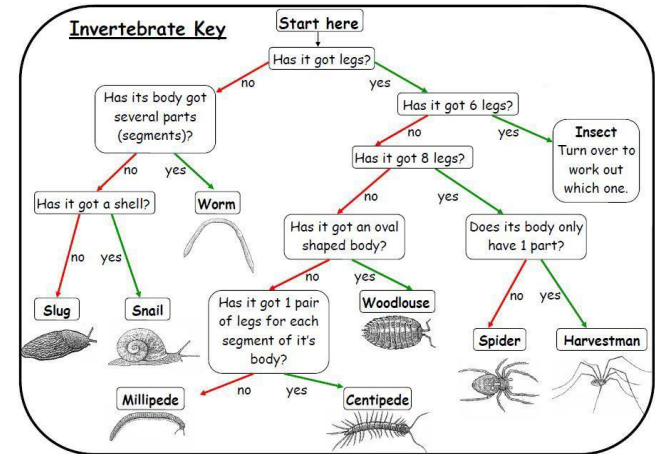 Invertebrate Key
Start here
Has it got legs?
no
yes
Has its body got
several parts
(segments)?
Has it got 6 legs?
no
yes
Insect
Turn over to
work out
which one.
Has it got 8 legs?
no
yes
Has it got a shell?
Worm
no
yes
Has it got an oval
shaped body?
Does its body only
have 1 part?
no
yes
no
yes
no
yes
Slug
Snail
Has it got 1 pair
of legs for each
segment of it's
body?
Woodlouse
Spider
Harvestman
no
yes
Millipede
Centipede